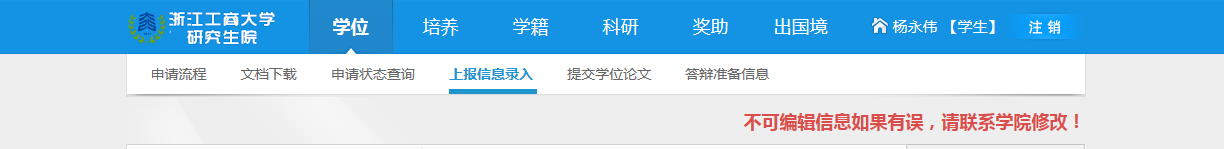 浙江工商大学
研究生院
学位 培养 学籍 科研 奖助 出国境 杨永伟 【学生】 注 销
申请流程 文档下载 申请状态查询 上报信息录入 提交学位论文 答辩准备信息
不可编辑信息如果有误，请联系学院修改！